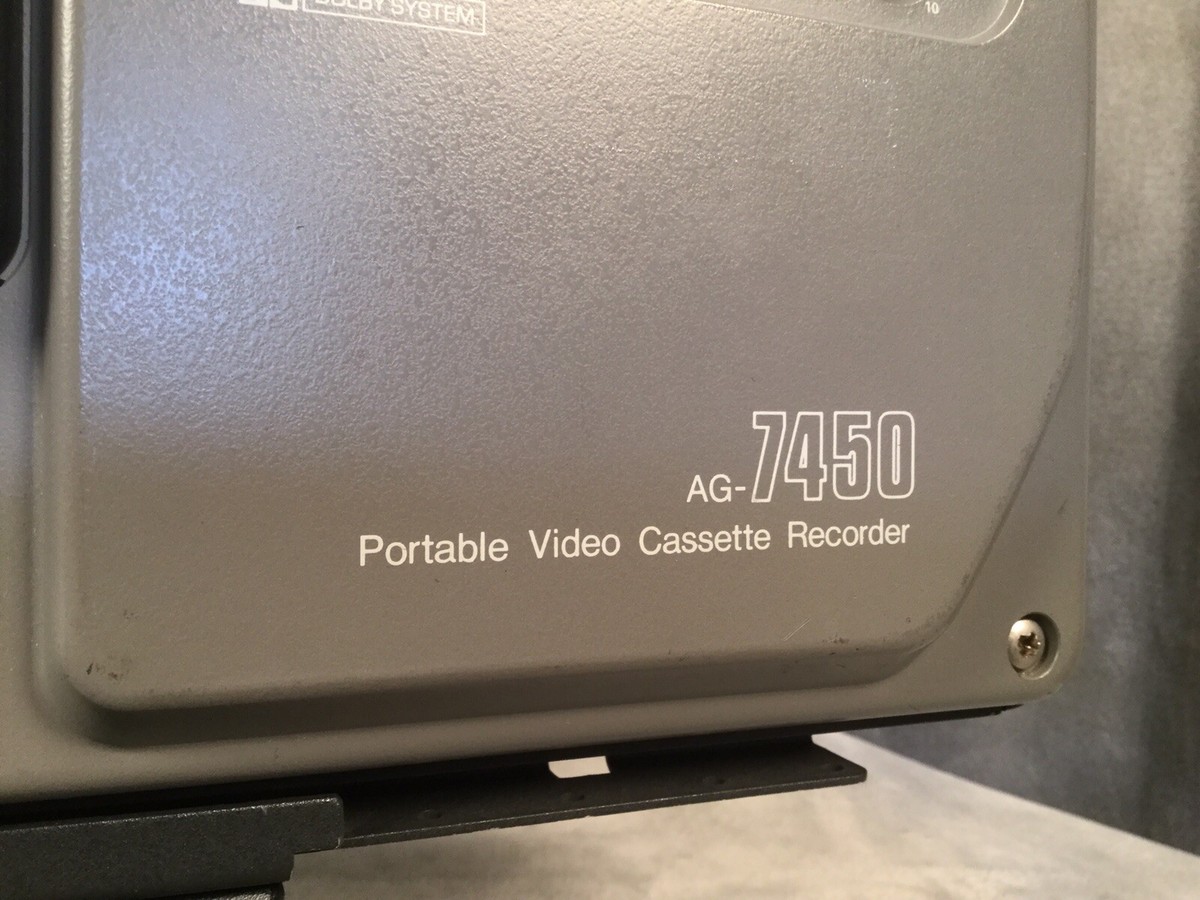 DOLBY SYSTEM
10
AG-7450
Portable Video Cassette Recorder